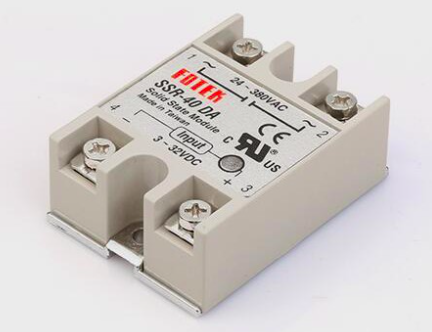 1 ~ 24 - 380VAC ~ 2
FOTEK
SSR-40 DA
Solid State Module
Made in Taiwan
CE
C UR US
4 - Input + 3
3 - 32VDC